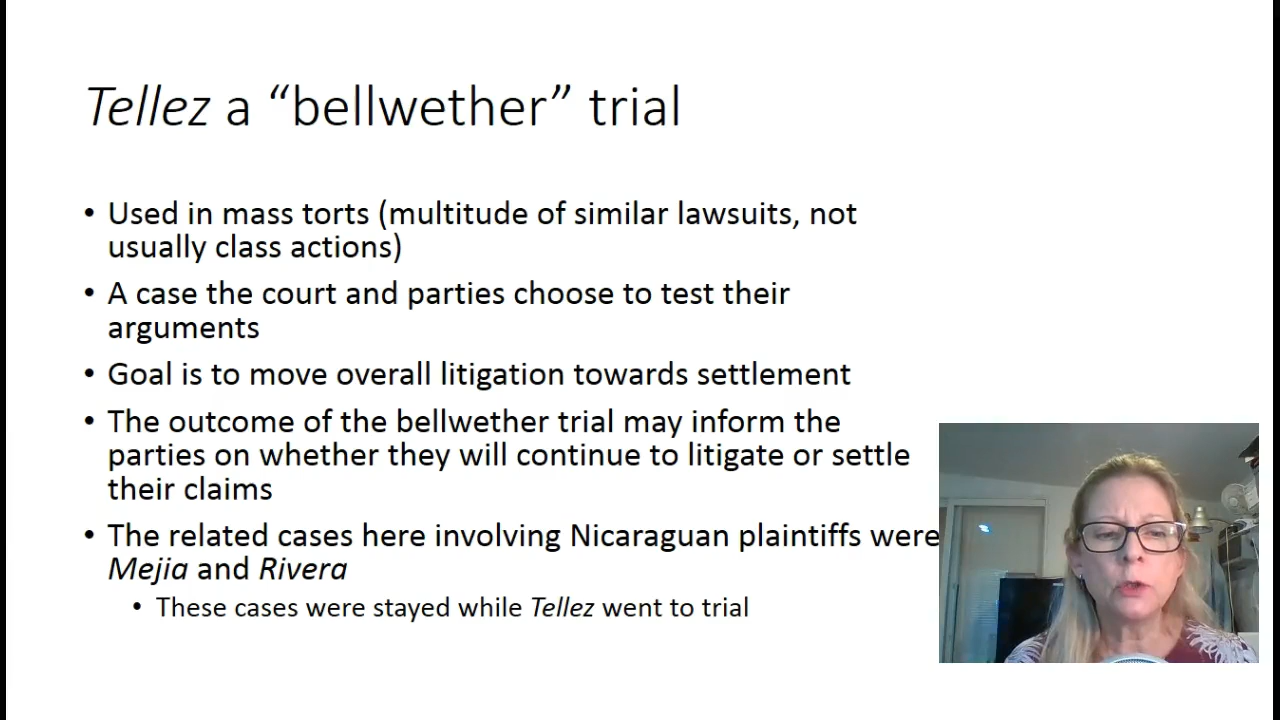 Tellez a “bellwether” trial
• Used in mass torts (multitude of similar lawsuits, not
usually class actions)
• A case the court and parties choose to test their
arguments
• Goal is to move overall litigation towards settlement
• The outcome of the bellwether trial may inform the
parties on whether they will continue to litigate or settle
their claims
• The related cases here involving Nicaraguan plaintiffs were
Mejia and Rivera
• These cases were stayed while Tellez went to trial